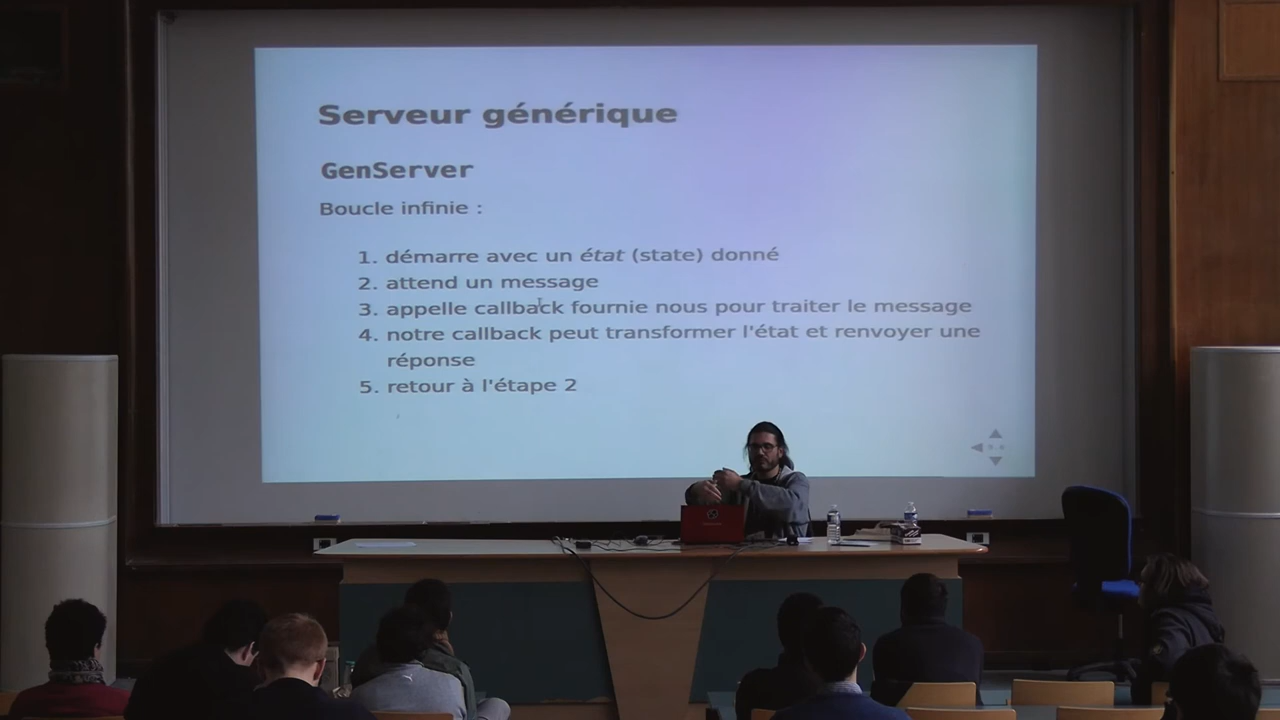 Serveur générique
GenServer
Boucle infinie :
1. démarre avec un état (state) donné
2. attend un message
3. appelle callback fournie nous pour traiter le message
4. notre callback peut transformer l'état et renvoyer une
réponse
5. retour à l'étape 2